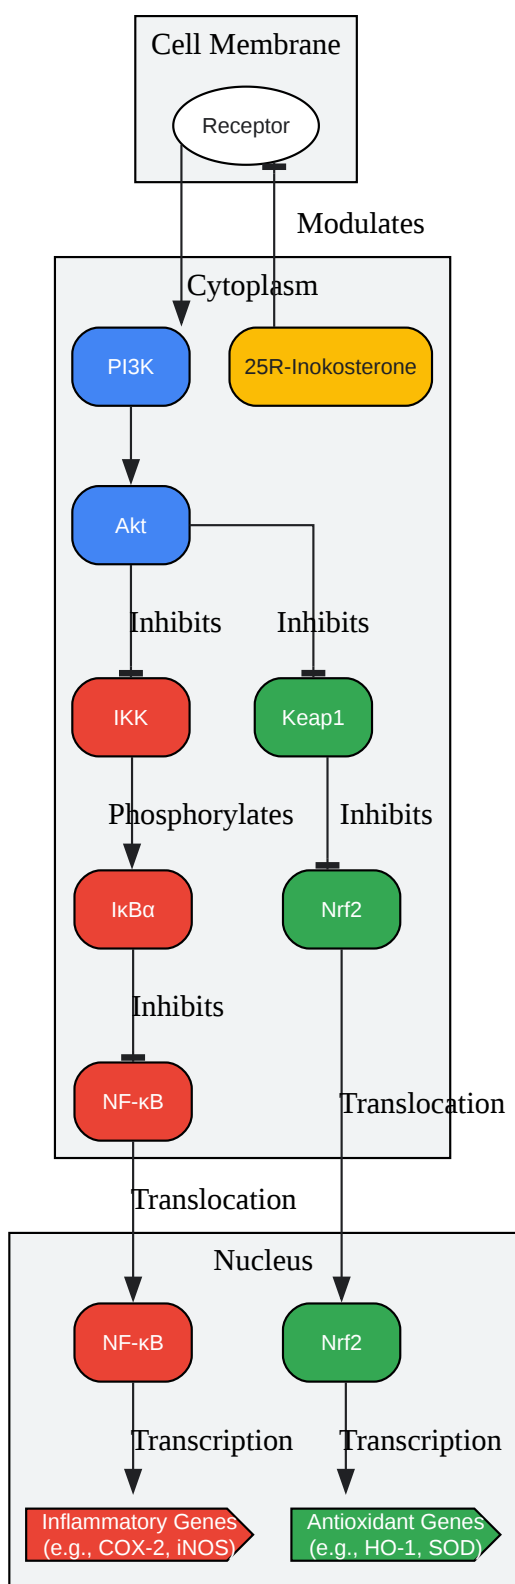 Cell Membrane
Receptor
Modulates
Cytoplasm
PI3K
25R-Inokosterone
Akt
Inhibits
Inhibits
IKK
Keap1
Phosphorylates
Inhibits
IκBα
Nrf2
Inhibits
NF-κB
Translocation
Translocation
Nucleus
NF-κB
Nrf2
Transcription
Transcription
Inflammatory Genes
(e.g., COX-2, iNOS)
Antioxidant Genes
(e.g., HO-1, SOD)